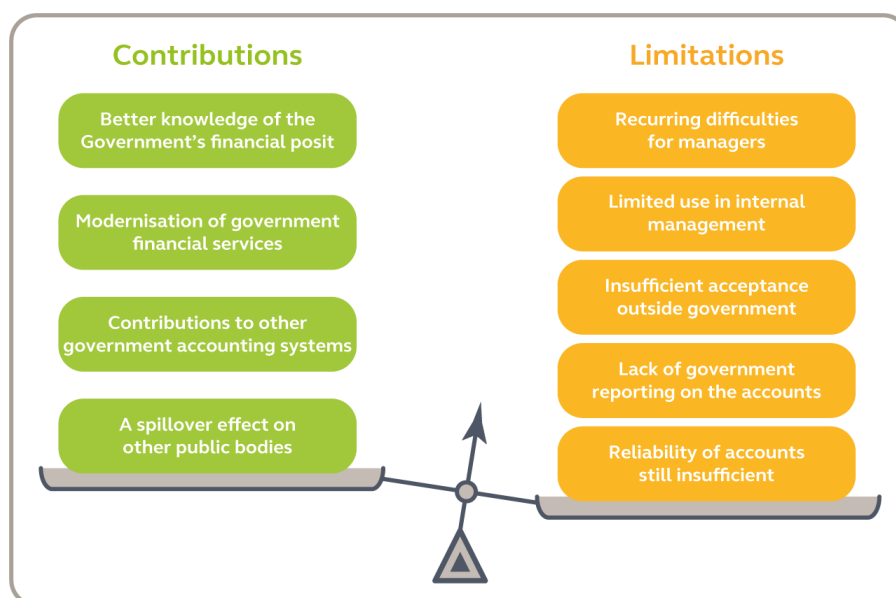 Contributions
Better knowledge of the
Government's financial posit
Modernisation of government
financial services
Contributions to other
government accounting systems
A spillover effect on
other public bodies
Limitations
Recurring difficulties
for managers
Limited use in internal
management
Insufficient acceptance
outside government
Lack of government
reporting on the accounts
Reliability of accounts
still insufficient